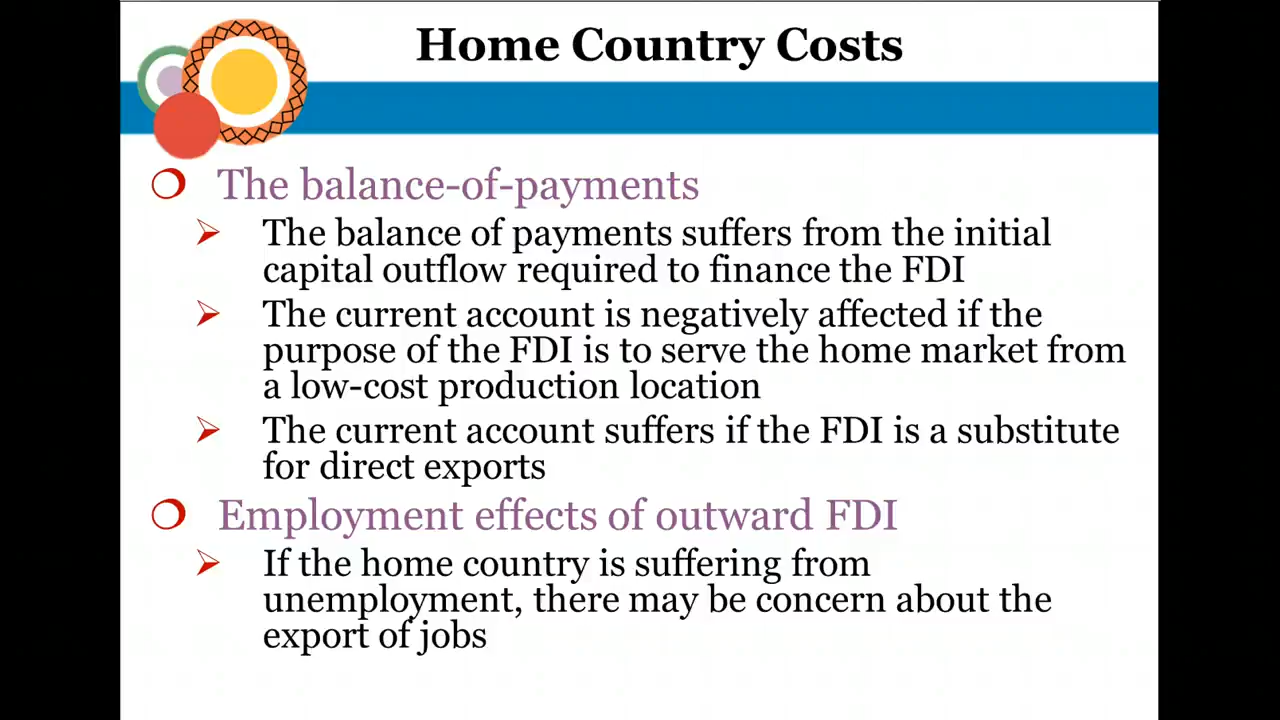 Home Country Costs
The balance-of-payments
The balance of payments suffers from the initial
capital outflow required to finance the FDI
The current account is negatively affected if the
purpose of the FDI is to serve the home market from
a low-cost production location
The current account suffers if the FDI is a substitute
for direct exports
Employment effects of outward FDI
If the home country is suffering from
unemployment, there may be concern about the
export of jobs